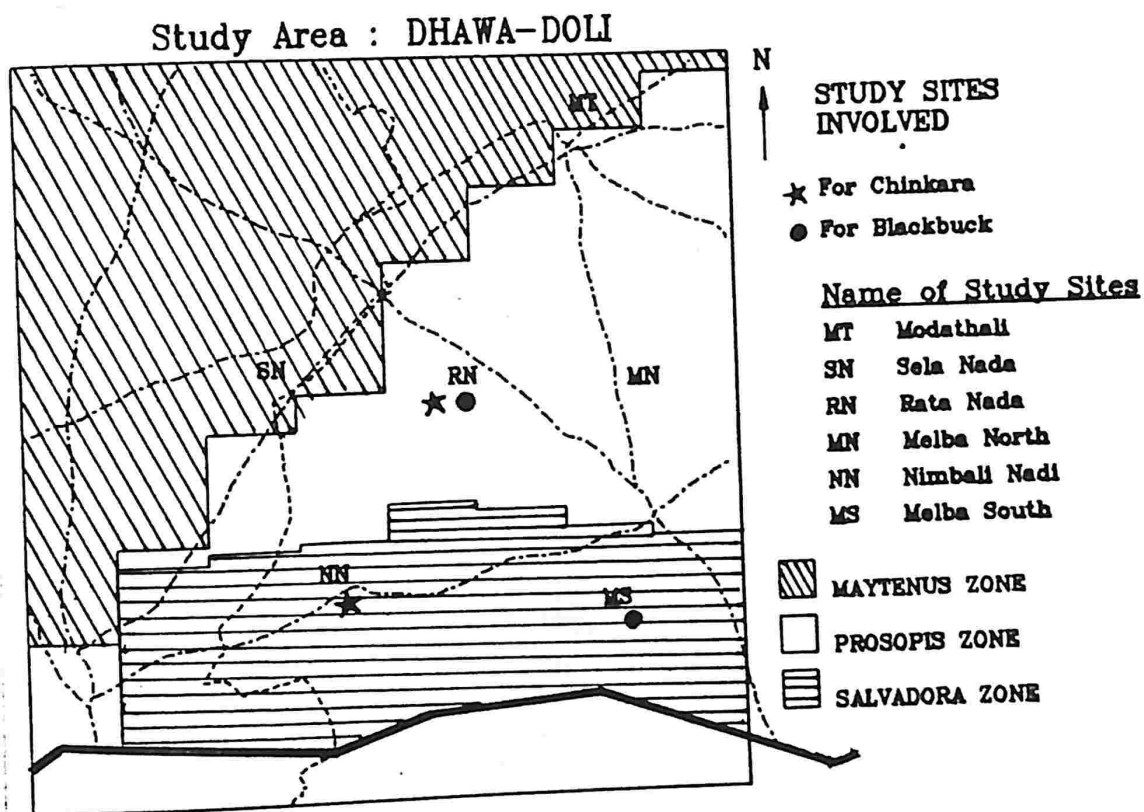 Study Area : DHAWA-DOLI
N
STUDY SITES
INVOLVED
For Chinkara
For Blackbuck
Name of Study Sites
MT Modathali
SN Sela Nada
RN Rata Nada
MN Melba North
NN Nimbali Nadi
MS Melba South
MAYTENUS ZONE
PROSOPIS ZONE
SALVADORA ZONE
MT
SN
RN
MN
NN
MS